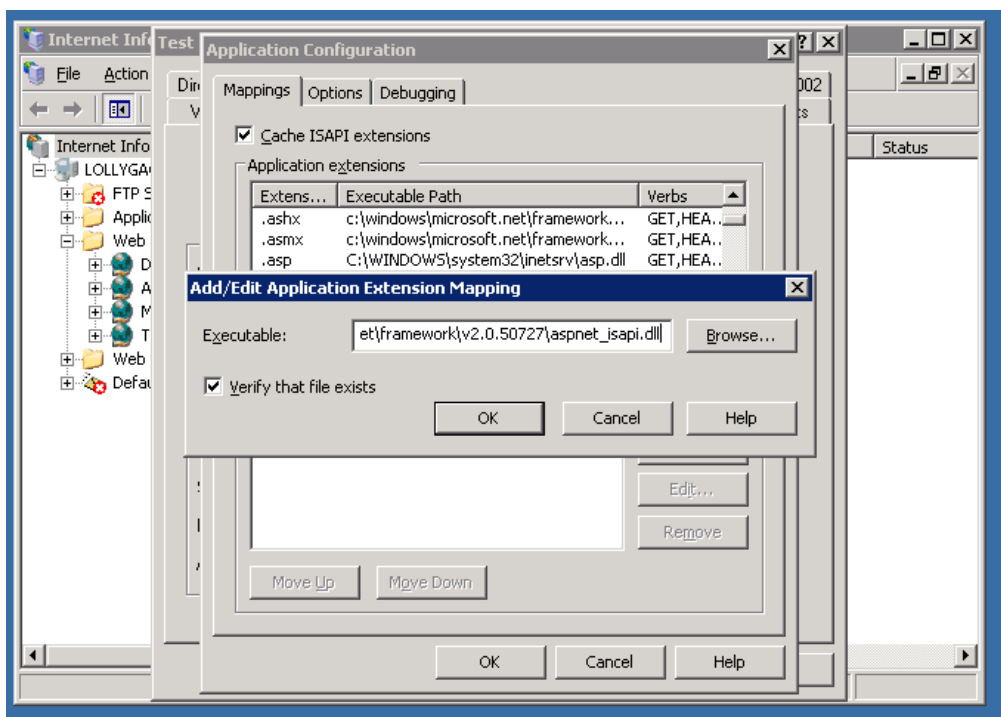 Internet Info
Test
Application Configuration
File Action
Dire
002
Mappings Options Debugging
V
ts
Cache ISAPI extensions
Internet Info
Status
LOLLYGA
Application extensions
FTP S
Extens... Executable Path Verbs
Applic
.ashx c:\windows\microsoft.net\framework... GET,HEA...
Web
.asmx c:\windows\microsoft.net\framework... GET,HEA...
D
.asp C:\WINDOWS\system32\inetsrv\asp.dll GET,HEA...
A
Add/Edit Application Extension Mapping
M
T
Executable: et\framework\v2.0.50727\aspnet_isapi.dll Browse...
Web
Defau
Verify that file exists
OK Cancel Help
Edit...
Remove
Move Up Move Down
OK Cancel Help